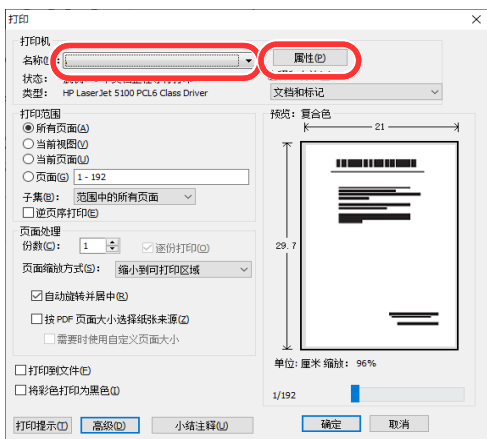 打印
打印机
名称
属性(P)
状态：
类型： HP LaserJet 5100 PCL6 Class Driver
文档和标记
打印范围
所有页面(A)
当前视图(V)
当前页面(U)
页面(G) 1 - 192
子集(B)： 范围中的所有页面
逆页序打印(E)
页面处理
份数(C)： 1 逐份打印(O)
页面缩放方式(S)： 缩小到可打印区域
自动旋转并居中(R)
按 PDF 页面大小选择纸张来源(Z)
需要时使用自定义页面大小
打印到文件(F)
将彩色打印为黑色(I)
打印提示(T) 高级(D) 小结注释(U)
预览： 复合色
21
29.7
单位: 厘米 缩放： 96%
1/192
确定 取消